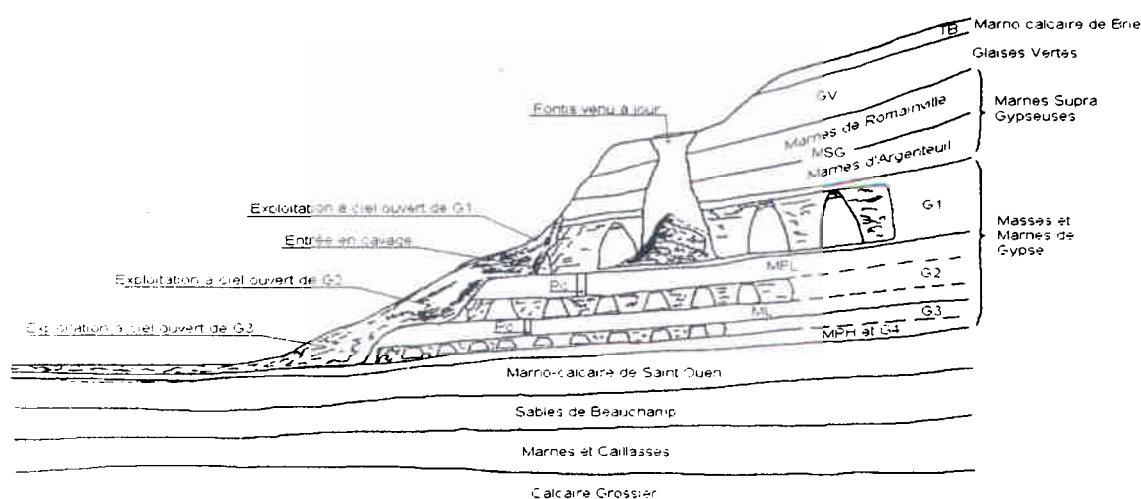 TB
Marno calcaire de Brie
Glaises Vertes
GV
Fontis venu à jour
Marnes de Romainville
Marnes Supra
Gypseuses
MSG
Marnes d'Argenteuil
Exploitation à ciel ouvert de G1
G1
Entrée en cavage
Masses et
Marnes de
Gypse
MFL
G2
Exploitation à ciel ouvert de G2
ML
G3
Exploitation à ciel ouvert de G3
MPH et G4
Marno-calcaire de Saint Ouen
Sables de Beauchamp
Marnes et Caillasses
Calcaire Grossier